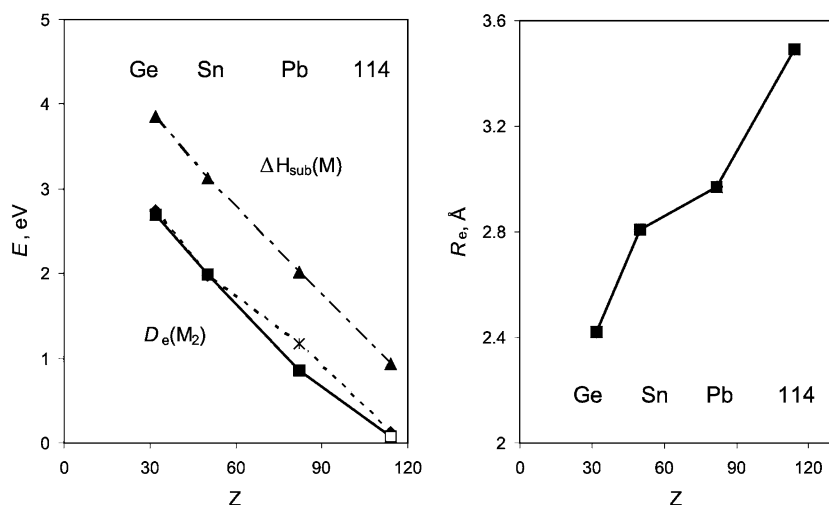 5
Ge Sn Pb 114
4
ΔHsub(M)
3
E, eV
2
De(M2)
1
0
0 30 60 90 120
Z
3.6
3.2
Re, Å
2.8
2.4
Ge Sn Pb 114
2
0 30 60 90 120
Z